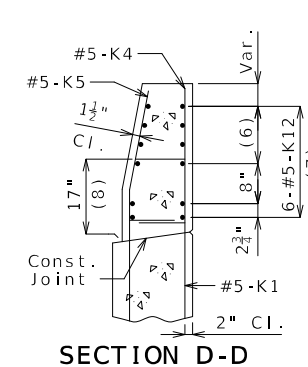 #5-K4
#5-K5
Var.
1½"
Cl.
(6)
6-#5-K12
17"
(8)
8"
2¾"
Const.
Joint
#5-K1
2" Cl.
SECTION D-D